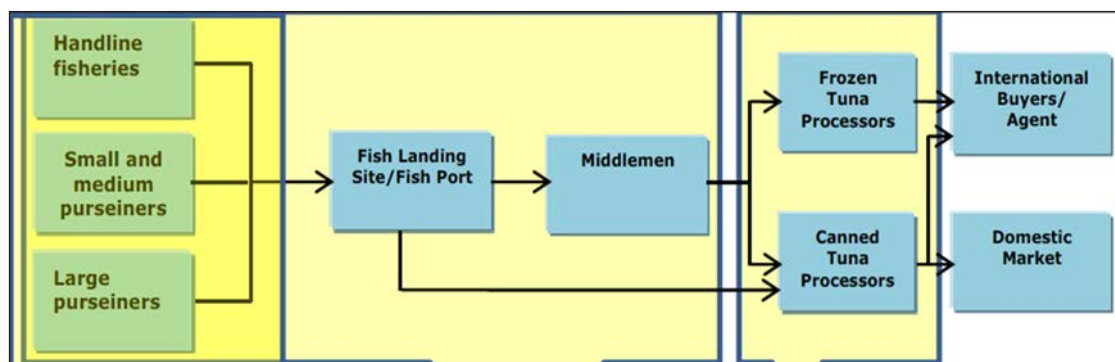 Handline
fisheries
Small and
medium
purseiners
Large
purseiners
Fish Landing
Site/Fish Port
Middlemen
Frozen
Tuna
Processors
Canned
Tuna
Processors
International
Buyers/
Agent
Domestic
Market